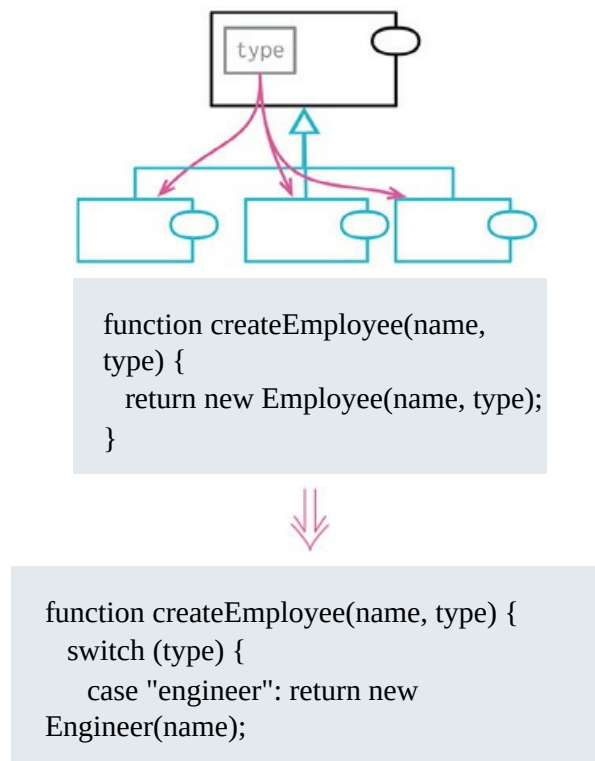 type
function createEmployee(name,
type) {
return new Employee(name, type);
}
function createEmployee(name, type) {
switch (type) {
case "engineer": return new
Engineer(name);